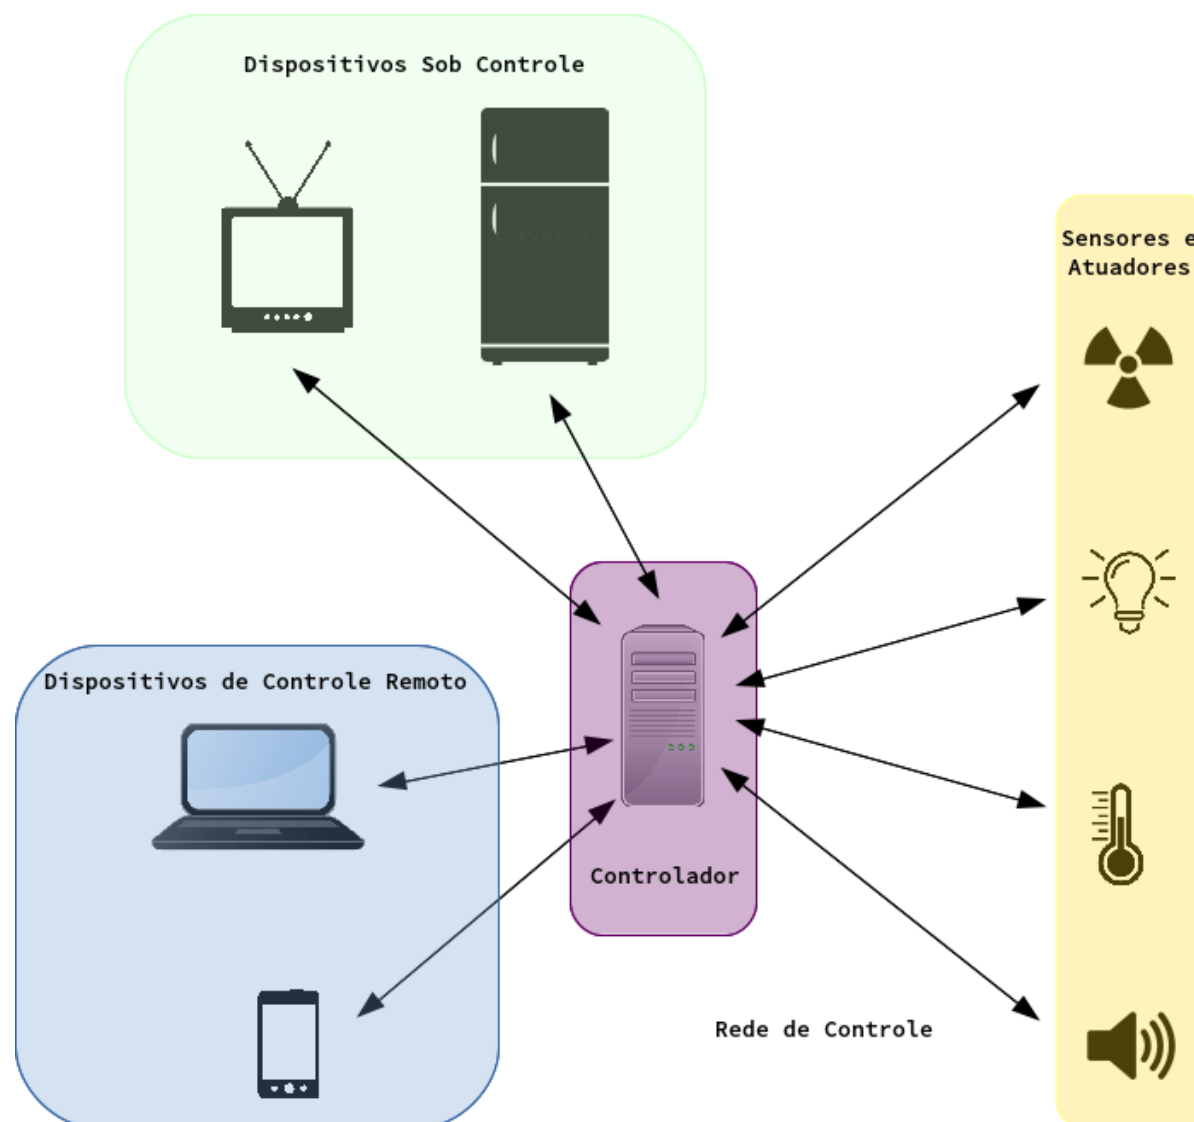 Dispositivos Sob Controle
Sensores e
Atuadores
Dispositivos de Controle Remoto
Controlador
Rede de Controle